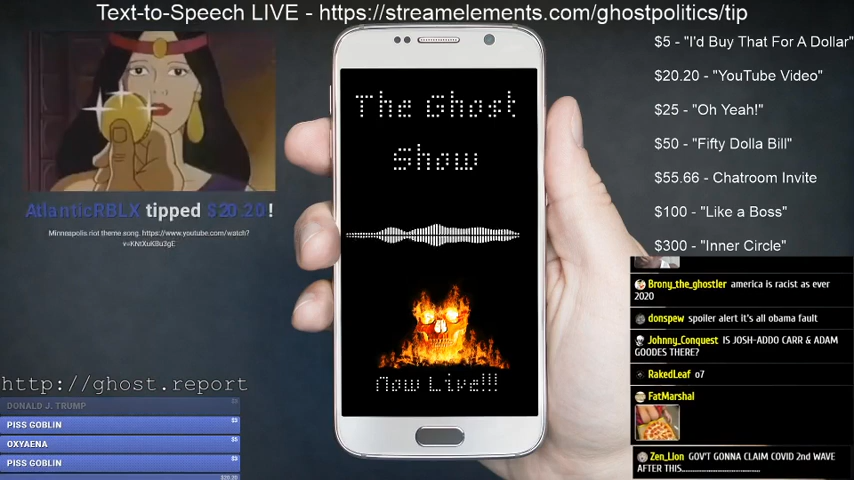 Text-to-Speech LIVE - https://streamelements.com/ghostpolitics/tip
$5 - "I'd Buy That For A Dollar"
$20.20 - "YouTube Video"
$25 - "Oh Yeah!"
$50 - "Fifty Dolla Bill"
$55.66 - Chatroom Invite
$100 - "Like a Boss"
$300 - "Inner Circle"
The Ghost
Show
Now Live!!!
AtlanticRBLX tipped $20.20!
Minneapolis riot theme song. https://www.youtube.com/watch?
v=KNtXuKBu3gE
http://ghost.report
DONALD J. TRUMP
PISS GOBLIN
OXYAENA
PISS GOBLIN
$20.20
Brony_the_ghostler america is racist as ever
2020
donspew spoiler alert it's all obama fault
Johnny_Conquest IS JOSH-ADDO CARR & ADAM
GOODES THERE?
RakedLeaf o7
FatMarshal
Zen_Lion GOV'T GONNA CLAIM COVID 2nd WAVE
AFTER THIS..........................................................